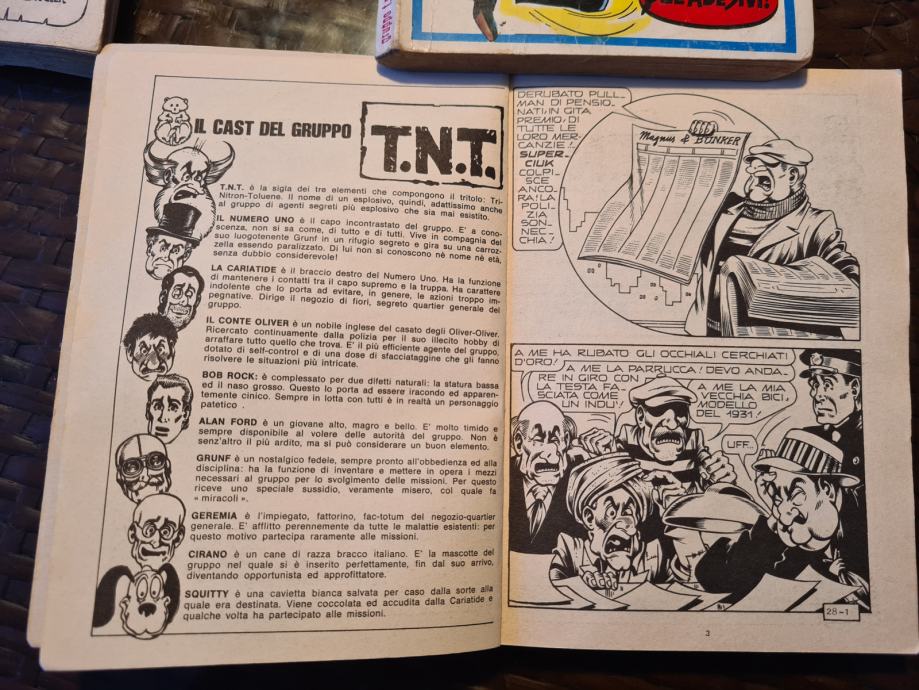 LE ADESIVI!
IL CAST DEL GRUPPO
T.N.T.
T.N.T. è la sigla dei tre elementi che compongono il tritolo: Tri-
Nitron-Toluene. Il nome di un esplosivo, quindi, adattissimo anche
al gruppo di agenti segreti più esplosivo che sia mai esistito.
IL NUMERO UNO è il capo incontrastato del gruppo. E' a cono-
scenza, non si sa come, di tutto e di tutti. Vive in compagnia del
suo luogotenente Grunf in un rifugio segreto e gira su una carroz-
zella essendo paralizzato. Di lui non si conoscono nè nome nè età,
senza dubbio considerevole!
LA CARIATIDE è il braccio destro del Numero Uno. Ha la funzione
di mantenere i contatti tra il capo supremo e la truppa. Ha carattere
indolente che lo porta ad evitare, in genere, le azioni troppo im-
pegnative. Dirige il negozio di fiori, segreto quartier generale del
gruppo.
IL CONTE OLIVER è un nobile inglese del casato degli Oliver-Oliver.
Ricercato continuamente dalla polizia per il suo illecito hobby di
arraffare tutto quello che trova. E' il più efficiente agente del gruppo,
dotato di self-control e di una dose di sfacciataggine che gli fanno
risolvere le situazioni più intricate.
BOB ROCK: è complessato per due difetti naturali: la statura bassa
ed il naso grosso. Questo lo porta ad essere iracondo ed apparen-
temente cinico. Sempre in lotta con tutti è in realtà un personaggio
patetico .
ALAN FORD è un giovane alto, magro e bello. E' molto timido e
sempre disponibile al volere delle autorità del gruppo. Non è
senz'altro il più ardito, ma si può considerare un buon elemento.
GRUNF è un nostalgico fedele, sempre pronto all'obbedienza ed alla
disciplina: ha la funzione di inventare e mettere in opera i mezzi
necessari al gruppo per lo svolgimento delle missioni. Per questo
riceve uno speciale sussidio, veramente misero, col quale fa
« miracoli ».
GEREMIA è l'impiegato, fattorino, fac-totum del negozio-quartier
generale. E' afflitto perennemente da tutte le malattie esistenti: per
questo motivo partecipa raramente alle missioni.
CIRANO è un cane di razza bracco italiano. E' la mascotte del
gruppo nel quale si è inserito perfettamente, fin dal suo arrivo,
diventando opportunista ed approfittatore.
SQUITTY è una cavietta bianca salvata per caso dalla sorte alla
quale era destinata. Viene coccolata ed accudita dalla Cariatide e
qualche volta ha partecipato alle missioni.
DERUBATO PULL-
MAN DI PENSIO-
NATI, IN GITA
PREMIO, DI
TUTTE LE
LORO MER-
CANZIE!
SUPER-
CIUK
COLPI-
SCE
ANCO-
RA! LA
POLI-
ZIA
SON-
NEC-
CHIA!
Magnus & BUNKER
A ME HA RUBATO GLI OCCHIALI CERCHIATI
D'ORO!
A ME LA PARRUCCA! DEVO ANDA-
RE IN GIRO CON
LA TESTA FA-
SCIATA COME
UN INDU'!
A ME LA MIA
VECCHIA BICI,
MODELLO
DEL 1931!
UFF..
28-1
3